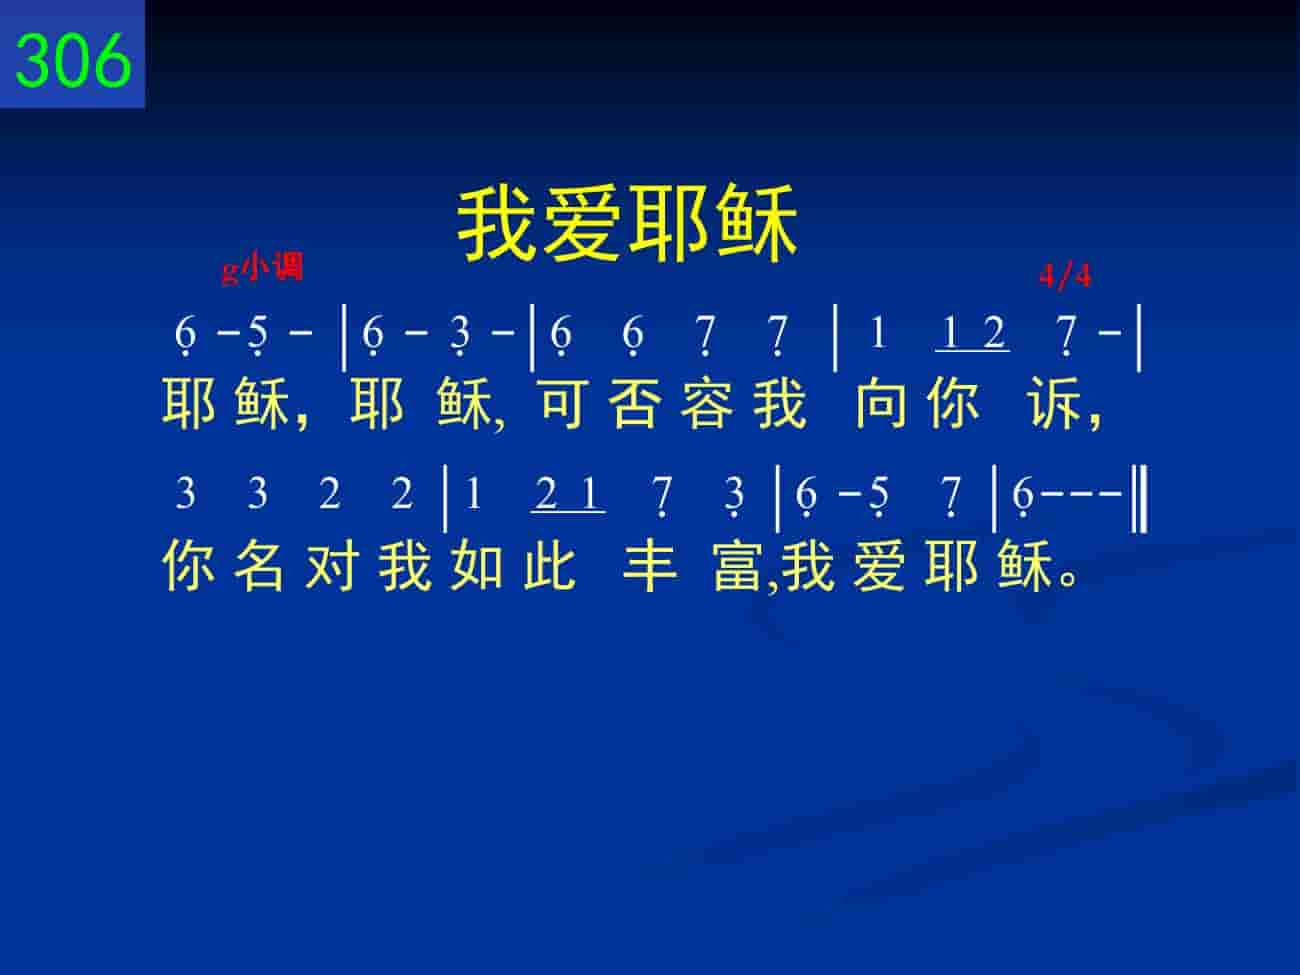 306
我爱耶稣
g小调 4/4
6̣ - 5̣ - | 6̣ - 3̣ - | 6̣ 6̣ 7̣ 7̣ | 1 1 2 7̣ - |
耶 稣，耶 稣, 可 否 容 我 向 你 诉，
3 3 2 2 | 1 2 1 7̣ 3̣ | 6̣ - 5̣ 7̣ | 6̣ - - - ‖
你 名 对 我 如 此 丰 富,我 爱 耶 稣。